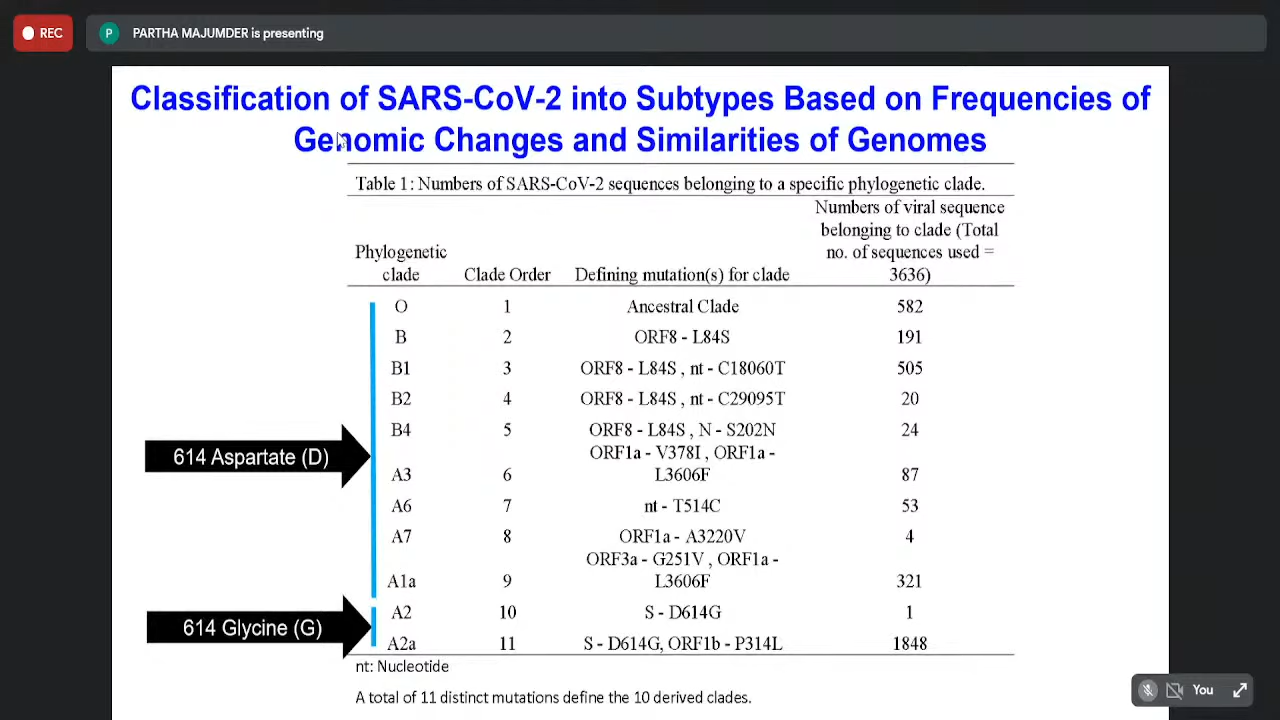 REC
P PARTHA MAJUMDER is presenting
Classification of SARS-CoV-2 into Subtypes Based on Frequencies of
Genomic Changes and Similarities of Genomes
Table 1: Numbers of SARS-CoV-2 sequences belonging to a specific phylogenetic clade.
Phylogenetic clade Clade Order Defining mutation(s) for clade Numbers of viral sequence belonging to clade (Total no. of sequences used = 3636)
O 1 Ancestral Clade 582
B 2 ORF8 - L84S 191
B1 3 ORF8 - L84S , nt - C18060T 505
B2 4 ORF8 - L84S, nt - C29095T 20
B4 5 ORF8 - L84S , N - S202N 24
ORF1a - V378I , ORF1a -
A3 6 L3606F 87
A6 7 nt - T514C 53
A7 8 ORF1a - A3220V 4
ORF3a - G251V , ORF1a -
A1a 9 L3606F 321
A2 10 S - D614G 1
A2a 11 S - D614G, ORF1b - P314L 1848
614 Aspartate (D)
614 Glycine (G)
nt: Nucleotide
A total of 11 distinct mutations define the 10 derived clades.
You